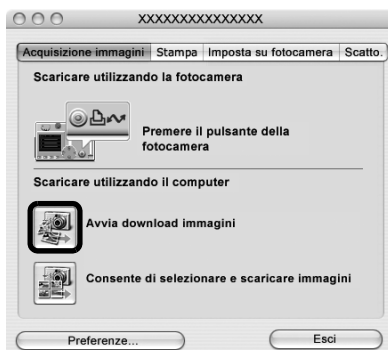 XXXXXXXXXXXXXXX
Acquisizione immagini Stampa Imposta su fotocamera Scatto.
Scaricare utilizzando la fotocamera
Premere il pulsante della
fotocamera
Scaricare utilizzando il computer
Avvia download immagini
Consente di selezionare e scaricare immagini
Preferenze... Esci